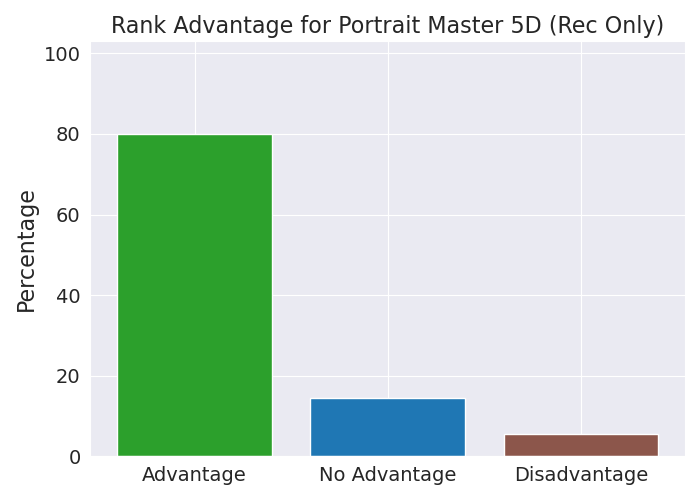 Rank Advantage for Portrait Master 5D (Rec Only)
Percentage
100
80
60
40
20
0
Advantage
No Advantage
Disadvantage